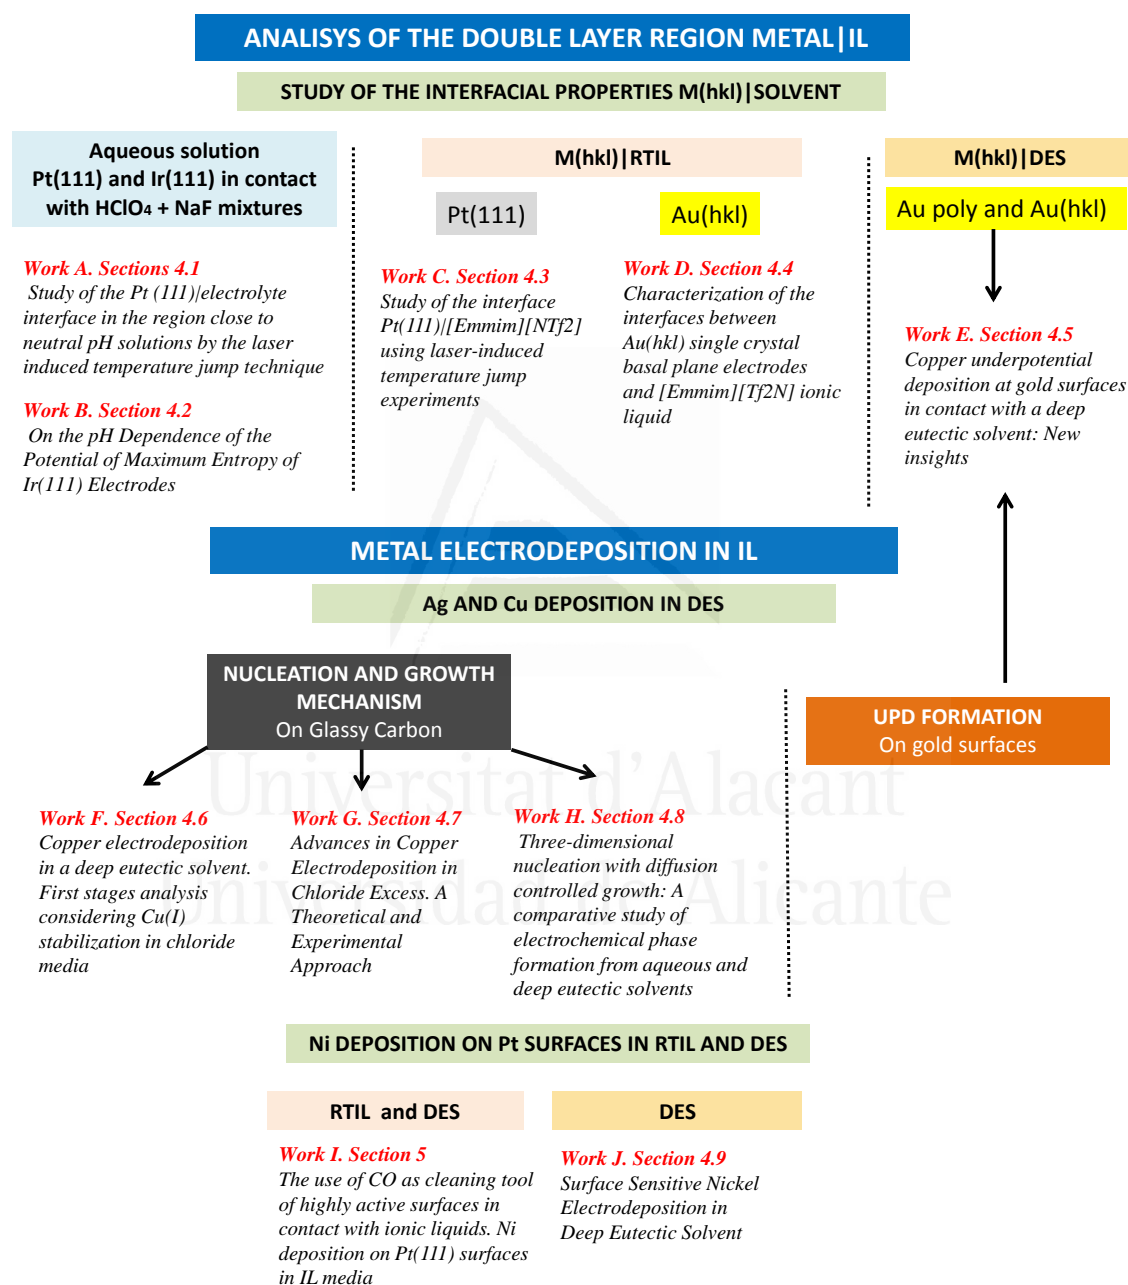 ANALISYS OF THE DOUBLE LAYER REGION METAL|IL
STUDY OF THE INTERFACIAL PROPERTIES M(hkl)|SOLVENT
Aqueous solution
Pt(111) and Ir(111) in contact
with HClO4 + NaF mixtures
Work A. Sections 4.1
Study of the Pt (111)/electrolyte
interface in the region close to
neutral pH solutions by the laser
induced temperature jump technique
Work B. Section 4.2
On the pH Dependence of the
Potential of Maximum Entropy of
Ir(111) Electrodes
M(hkl)|RTIL
Pt(111)
Work C. Section 4.3
Study of the interface
Pt(111)/[Emmim][NTf2]
using laser-induced
temperature jump
experiments
Au(hkl)
Work D. Section 4.4
Characterization of the
interfaces between
Au(hkl) single crystal
basal plane electrodes
and [Emmim][Tf2N] ionic
liquid
M(hkl)|DES
Au poly and Au(hkl)
Work E. Section 4.5
Copper underpotential
deposition at gold surfaces
in contact with a deep
eutectic solvent: New
insights
METAL ELECTRODEPOSITION IN IL
Ag AND Cu DEPOSITION IN DES
NUCLEATION AND GROWTH
MECHANISM
On Glassy Carbon
UPD FORMATION
On gold surfaces
Universitat d'Alacant
Universidad de Alicante
Work F. Section 4.6
Copper electrodeposition
in a deep eutectic solvent.
First stages analysis
considering Cu(I)
stabilization in chloride
media
Work G. Section 4.7
Advances in Copper
Electrodeposition in
Chloride Excess. A
Theoretical and
Experimental
Approach
Work H. Section 4.8
Three-dimensional
nucleation with diffusion
controlled growth: A
comparative study of
electrochemical phase
formation from aqueous and
deep eutectic solvents
Ni DEPOSITION ON Pt SURFACES IN RTIL AND DES
RTIL and DES
Work I. Section 5
The use of CO as cleaning tool
of highly active surfaces in
contact with ionic liquids. Ni
deposition on Pt(111) surfaces
in IL media
DES
Work J. Section 4.9
Surface Sensitive Nickel
Electrodeposition in
Deep Eutectic Solvent